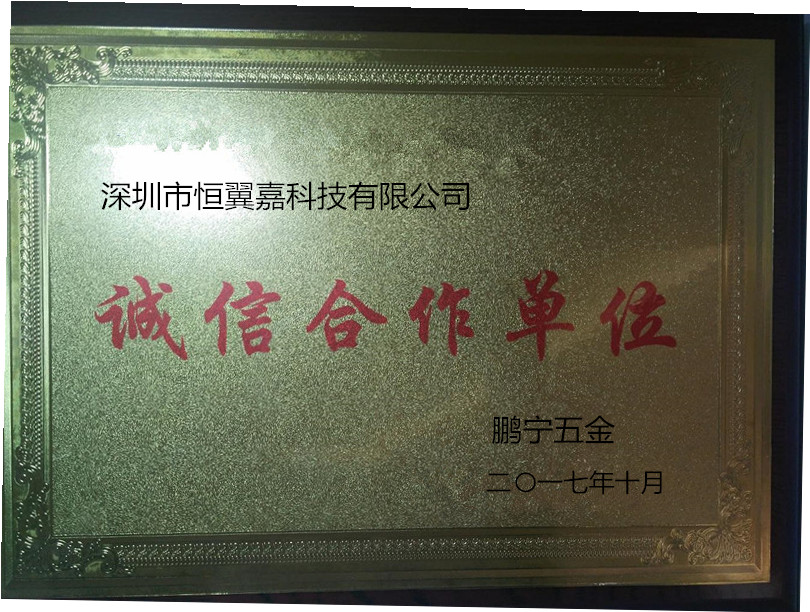 深圳市恒翼嘉科技有限公司
诚信合作单位
鹏宁五金
二〇一七年十月